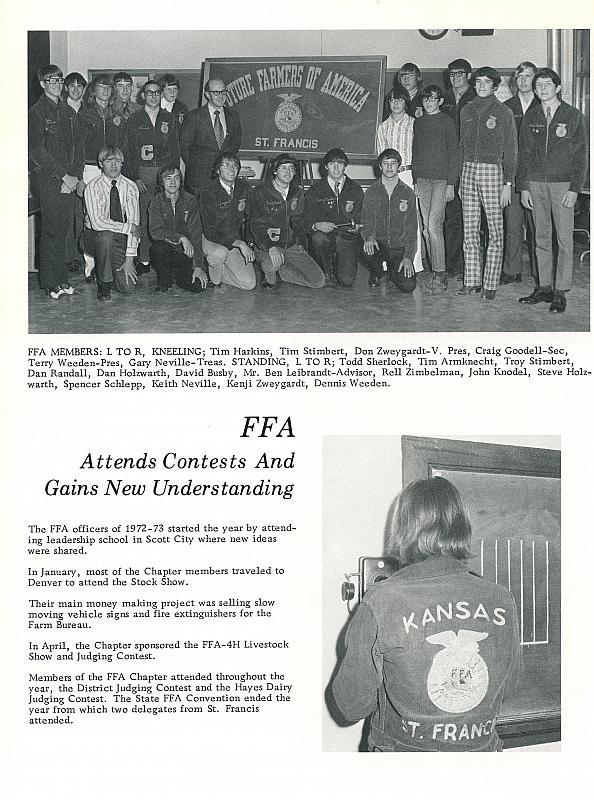 FUTURE FARMERS OF AMERICA
ST. FRANCIS
FFA MEMBERS: L TO R, KNEELING; Tim Harkins, Tim Stimbert, Don Zweygardt-V. Pres, Craig Goodell-Sec,
Terry Weeden-Pres, Gary Neville-Treas. STANDING, L TO R; Todd Sherlock, Tim Armknecht, Troy Stimbert,
Dan Randall, Dan Holzwarth, David Busby, Mr. Ben Leibrandt-Advisor, Rell Zimbelman, John Knodel, Steve Holz-
warth, Spencer Schlepp, Keith Neville, Kenji Zweygardt, Dennis Weeden.
FFA
Attends Contests And
Gains New Understanding
The FFA officers of 1972-73 started the year by attend-
ing leadership school in Scott City where new ideas
were shared.
In January, most of the Chapter members traveled to
Denver to attend the Stock Show.
Their main money making project was selling slow
moving vehicle signs and fire extinguishers for the
Farm Bureau.
In April, the Chapter sponsored the FFA-4H Livestock
Show and Judging Contest.
Members of the FFA Chapter attended throughout the
year, the District Judging Contest and the Hayes Dairy
Judging Contest. The State FFA Convention ended the
year from which two delegates from St. Francis
attended.
KANSAS
FFA
ST. FRANCIS